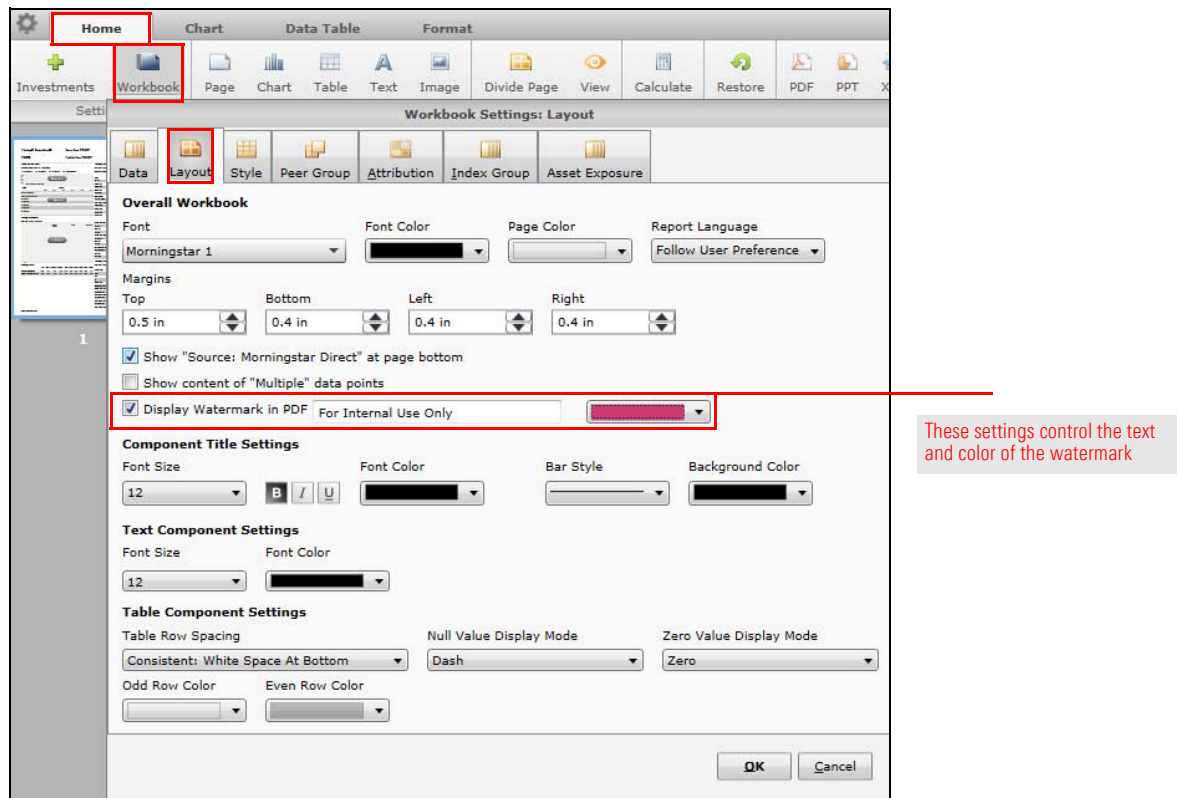 Home Chart Data Table Format
Investments Workbook Page Chart Table Text Image Divide Page View Calculate Restore PDF PPT
Setti
Workbook Settings: Layout
Data Layout Style Peer Group Attribution Index Group Asset Exposure
Overall Workbook
Font Font Color Page Color Report Language
Morningstar 1 Follow User Preference
Margins
Top Bottom Left Right
0.5 in 0.4 in 0.4 in 0.4 in
1
Show "Source: Morningstar Direct" at page bottom
Show content of "Multiple" data points
Display Watermark in PDF For Internal Use Only
These settings control the text
and color of the watermark
Component Title Settings
Font Size Font Color Bar Style Background Color
12 B I U
Text Component Settings
Font Size Font Color
12
Table Component Settings
Table Row Spacing Null Value Display Mode Zero Value Display Mode
Consistent: White Space At Bottom Dash Zero
Odd Row Color Even Row Color
OK Cancel